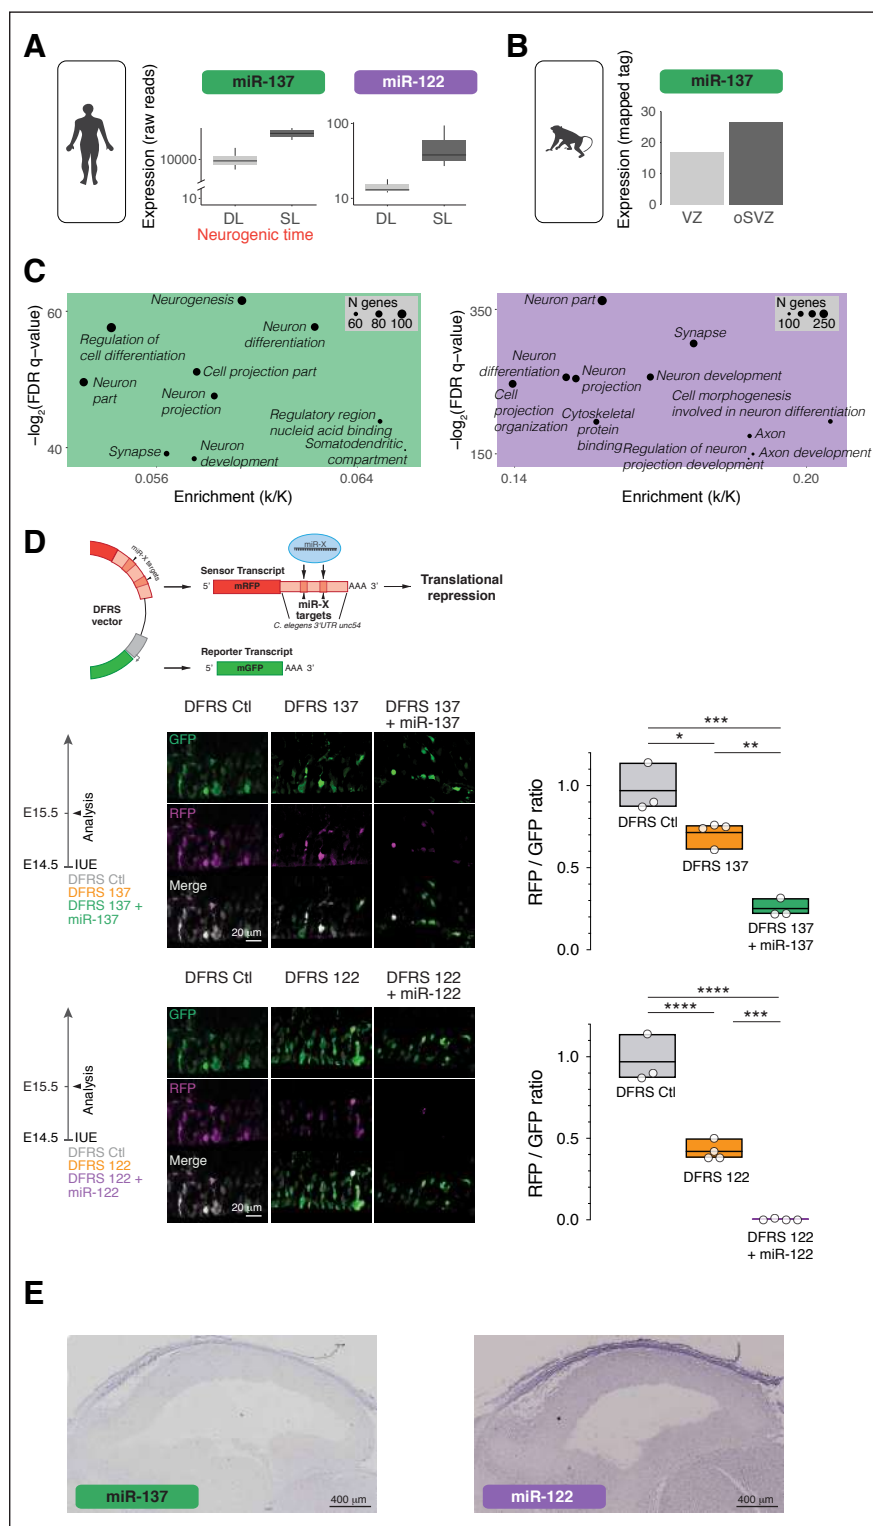 A
miR-137
miR-122
Expression (raw reads)
10000
10
DL
SL
Neurogenic time
100
10
DL
SL
B
miR-137
Expression (mapped tag)
30
20
10
0
VZ
oSVZ
C
−log2(FDR q−value)
60
40
Neurogenesis
N genes
60 80 100
Regulation of
cell differentiation
Neuron
differentiation
Cell projection part
Neuron
part
Neuron
projection
Regulatory region
nucleid acid binding
Synapse
Neuron
development
Somatodendritic
compartment
0.056
0.064
Enrichment (k/K)
−log2(FDR q−value)
350
150
Neuron part
N genes
100 250
Synapse
Neuron
differentiation
Neuron
projection
Neuron development
Cell
projection
organization
Cytoskeletal
protein
binding
Cell morphogenesis
involved in neuron differentiation
Axon
Regulation of neuron
projection development
Axon development
0.14
0.20
Enrichment (k/K)
D
miR-X targets
DFRS
vector
miR-X
Sensor Transcript
5' mRFP AAA 3'
miR-X
targets
C. elegans 3'UTR unc54
Translational
repression
Reporter Transcript
5' mGFP AAA 3'
DFRS Ctl
DFRS 137
DFRS 137
+ miR-137
GFP
RFP
Merge
20 µm
E15.5
E14.5
Analysis
IUE
DFRS Ctl
DFRS 137
DFRS 137 +
miR-137
RFP / GFP ratio
1.0
0.5
0.0
***
*
**
DFRS Ctl
DFRS 137
DFRS 137
+ miR-137
DFRS Ctl
DFRS 122
DFRS 122
+ miR-122
GFP
RFP
Merge
20 µm
E15.5
E14.5
Analysis
IUE
DFRS Ctl
DFRS 122
DFRS 122 +
miR-122
RFP / GFP ratio
1.0
0.5
0.0
****
****
***
DFRS Ctl
DFRS 122
DFRS 122
+ miR-122
E
miR-137
400 µm
miR-122
400 µm